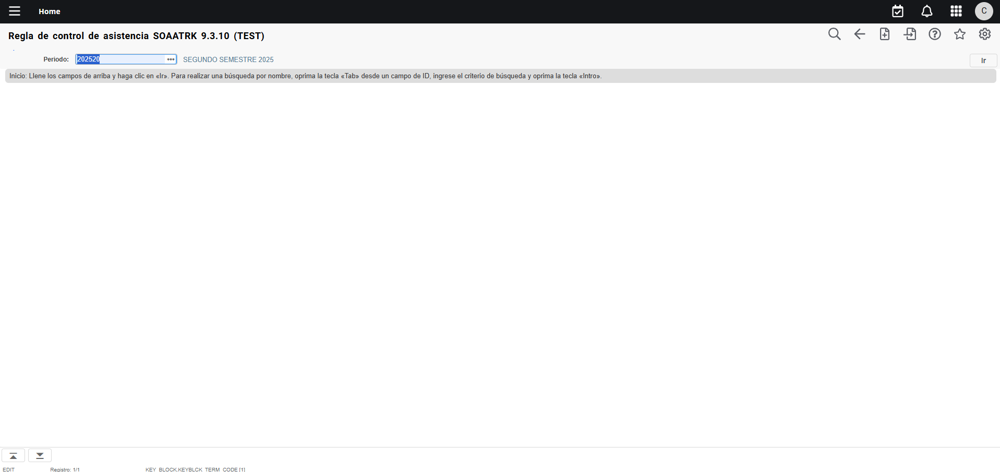 Home
C
Regla de control de asistencia SOAATRK 9.3.10 (TEST)
Periodo: 202520 ••• SEGUNDO SEMESTRE 2025
Ir
Inicio: Llene los campos de arriba y haga clic en «Ir». Para realizar una búsqueda por nombre, oprima la tecla «Tab» desde un campo de ID, ingrese el criterio de búsqueda y oprima la tecla «Intro».
EDIT Registro: 1/1 KEY_BLOCK.KEYBLCK_TERM_CODE [1]